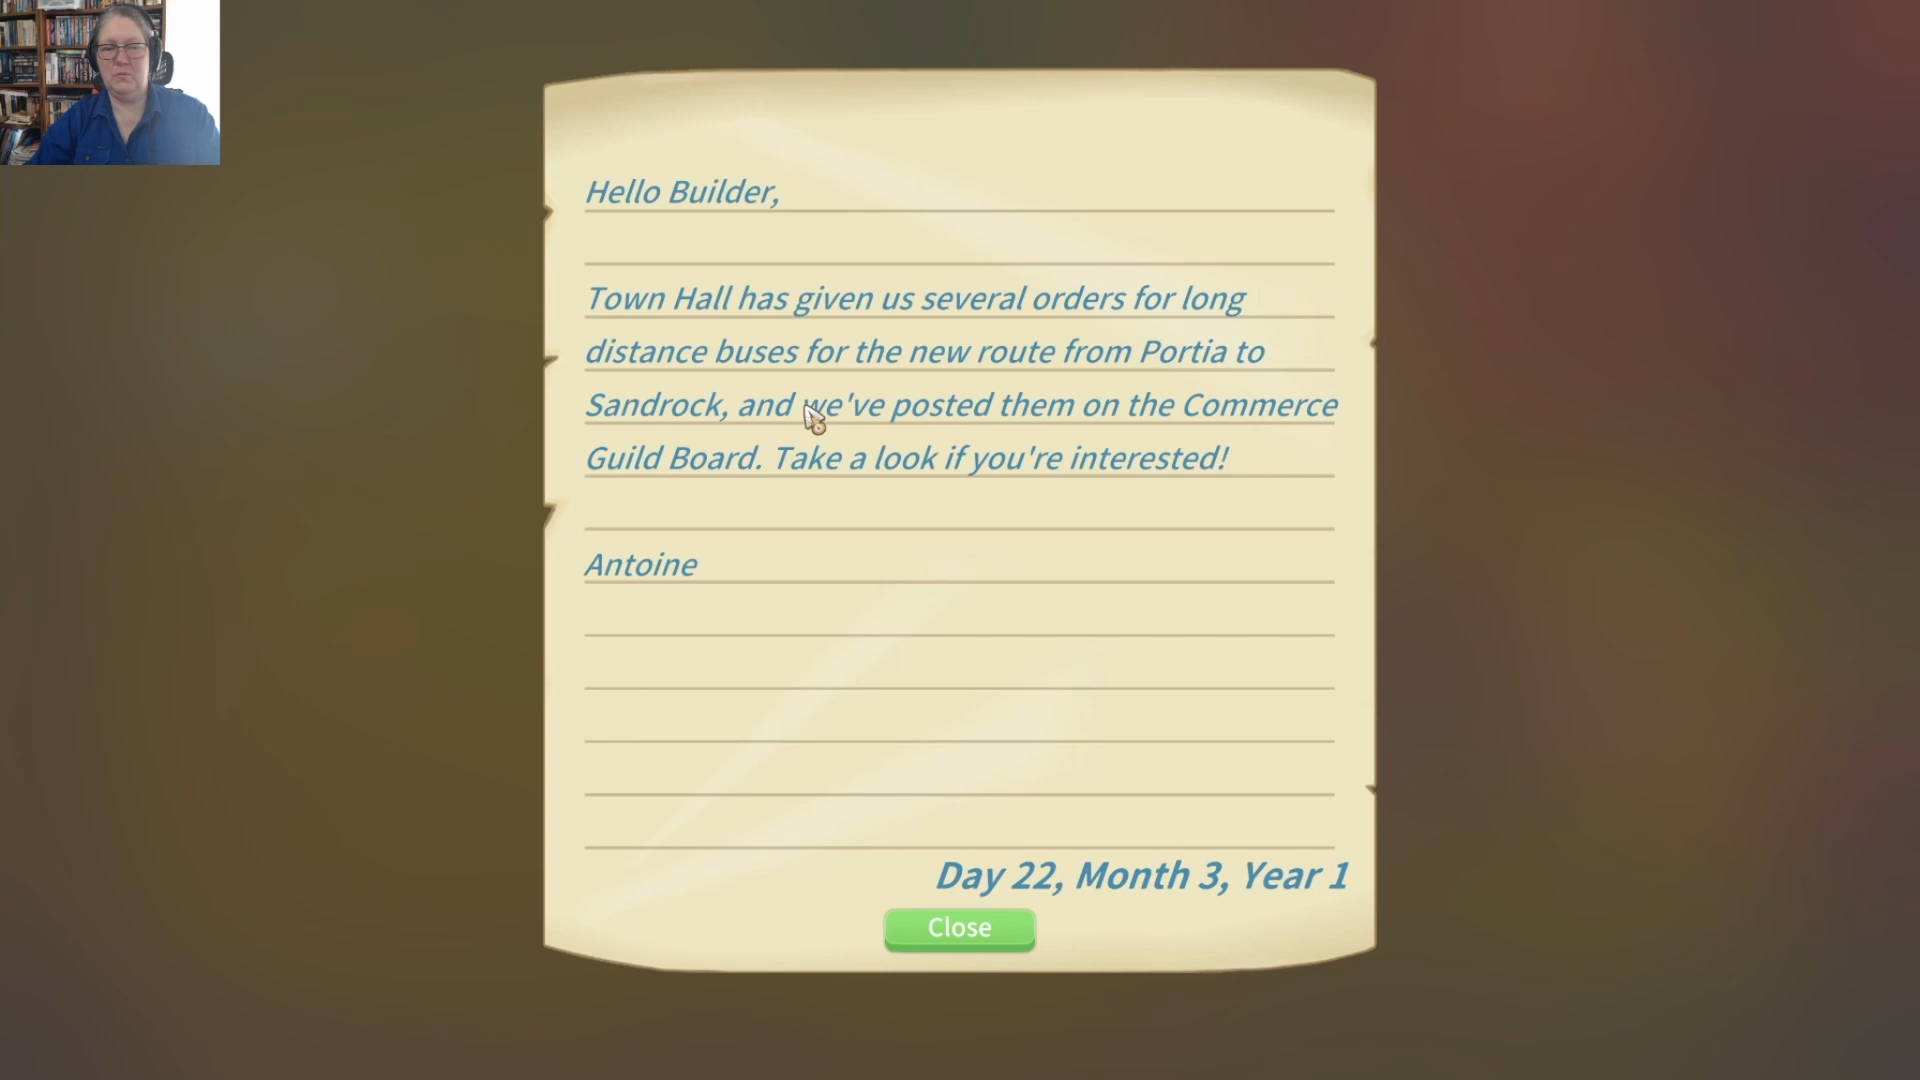 Hello Builder,
Town Hall has given us several orders for long
distance buses for the new route from Portia to
Sandrock, and we've posted them on the Commerce
Guild Board. Take a look if you're interested!
Antoine
Day 22, Month 3, Year 1
Close